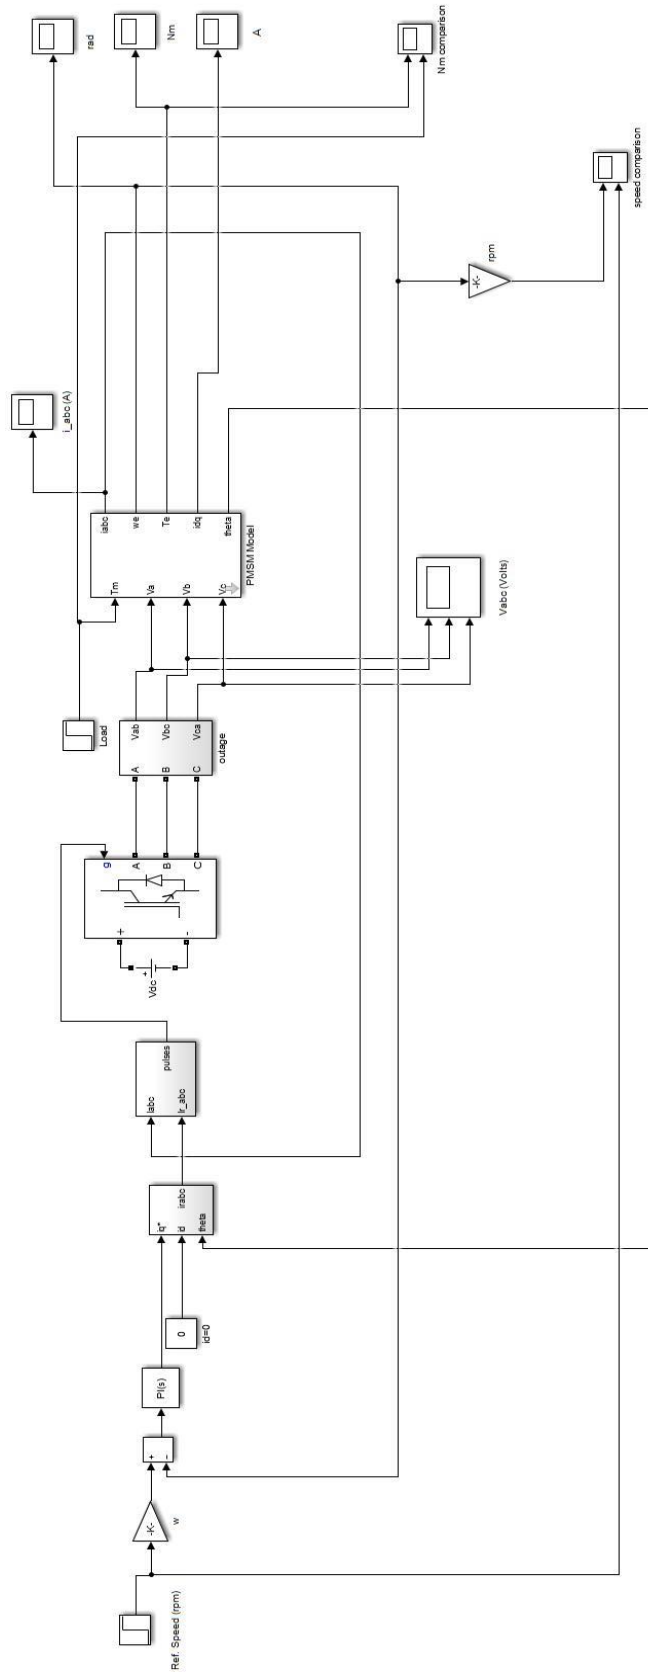 Ref. Speed (rpm)
-K-
w
+
-
PI(s)
0
id=0
iq*
id
theta
irabc
Iabc
Ir_abc
pulses
Vdc
+
+
-
g
A
B
C
A
B
C
Vab
Vbc
Vca
outage
Load
Tm
Va
Vb
Vc
iabc
we
Te
idq
theta
PMSM Model
i_abc (A)
Vabc (Volts)
rad
Nm
A
Nm comparison
-K-
rpm
speed comparison